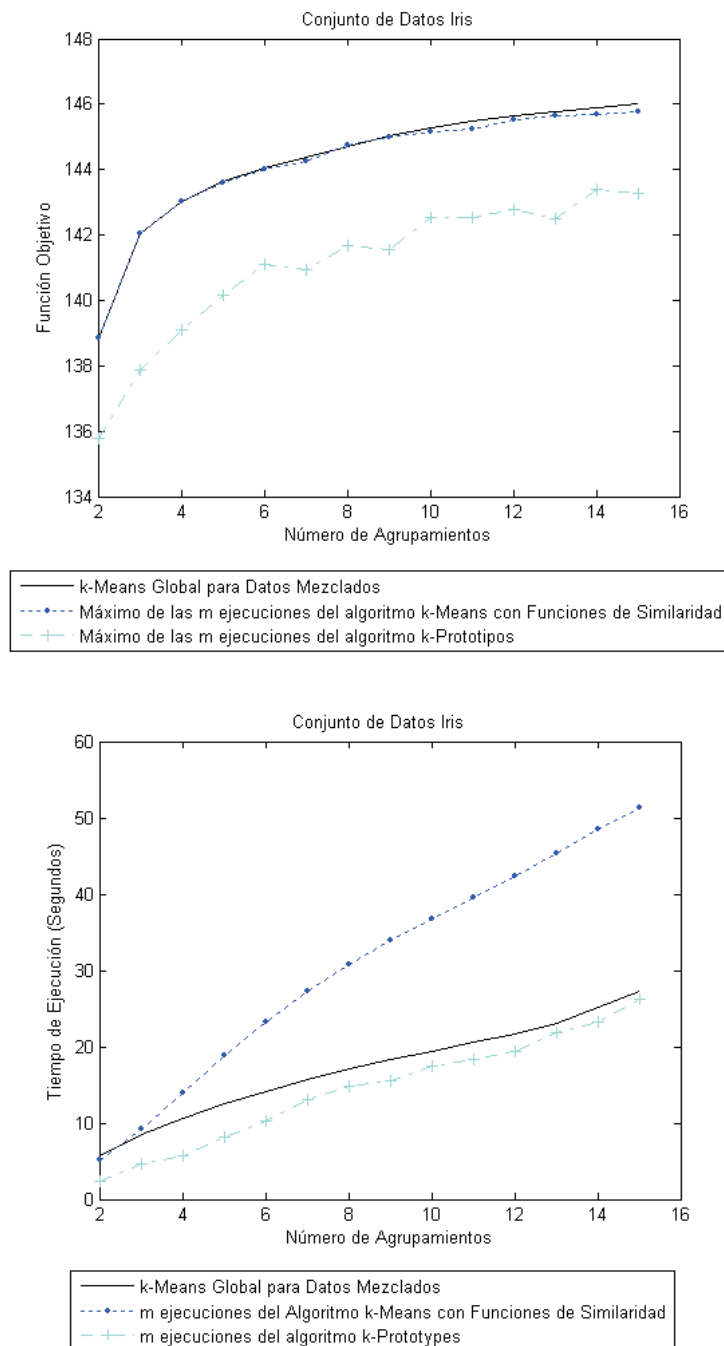 Conjunto de Datos Iris
148
146
144
142
140
138
136
134
Función Objetivo
2 4 6 8 10 12 14 16
Número de Agrupamientos
k-Means Global para Datos Mezclados
Máximo de las m ejecuciones del algoritmo k-Means con Funciones de Similaridad
Máximo de las m ejecuciones del algoritmo k-Prototipos
Conjunto de Datos Iris
60
50
40
30
20
10
0
Tiempo de Ejecución (Segundos)
2 4 6 8 10 12 14 16
Número de Agrupamientos
k-Means Global para Datos Mezclados
m ejecuciones del Algoritmo k-Means con Funciones de Similaridad
m ejecuciones del algoritmo k-Prototypes